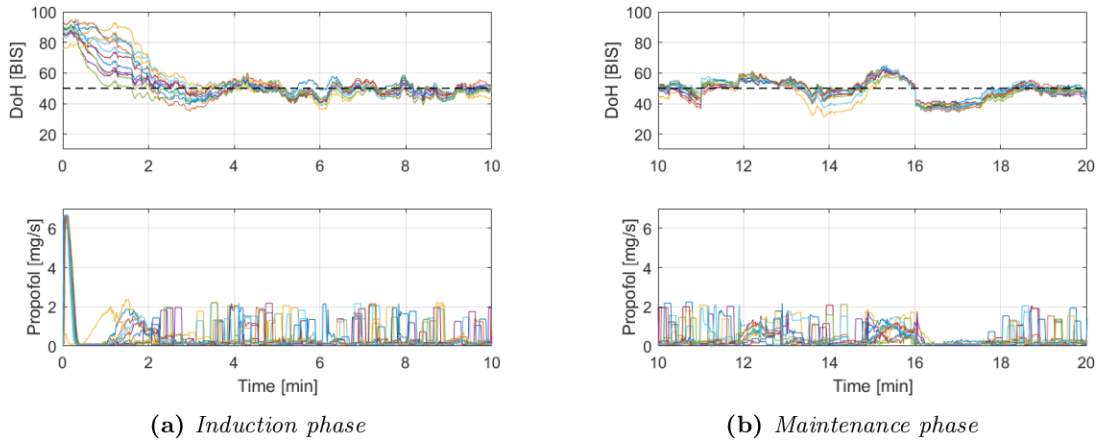 DoH [BIS]
100
80
60
40
20
0 2 4 6 8 10
Propofol [mg/s]
6
4
2
0
0 2 4 6 8 10
Time [min]
(a) Induction phase
DoH [BIS]
100
80
60
40
20
10 12 14 16 18 20
Propofol [mg/s]
6
4
2
0
10 12 14 16 18 20
Time [min]
(b) Maintenance phase